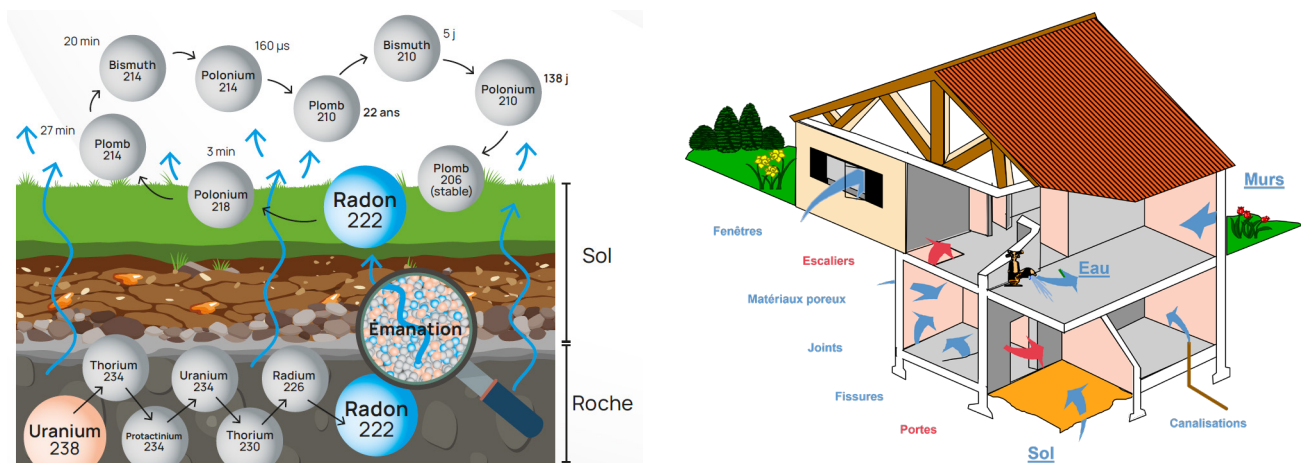 20 min
Bismuth
214
160 µs
Polonium
214
Bismuth
210
5 j
Plomb
210
22 ans
Polonium
210
138 j
27 min
Plomb
214
3 min
Polonium
218
Radon
222
Plomb
206
(stable)
Sol
Émanation
Roche
Uranium
238
Thorium
234
Protactinium
234
Uranium
234
Thorium
230
Radium
226
Radon
222
Murs
Fenêtres
Escaliers
Eau
Matériaux poreux
Joints
Fissures
Portes
Sol
Canalisations